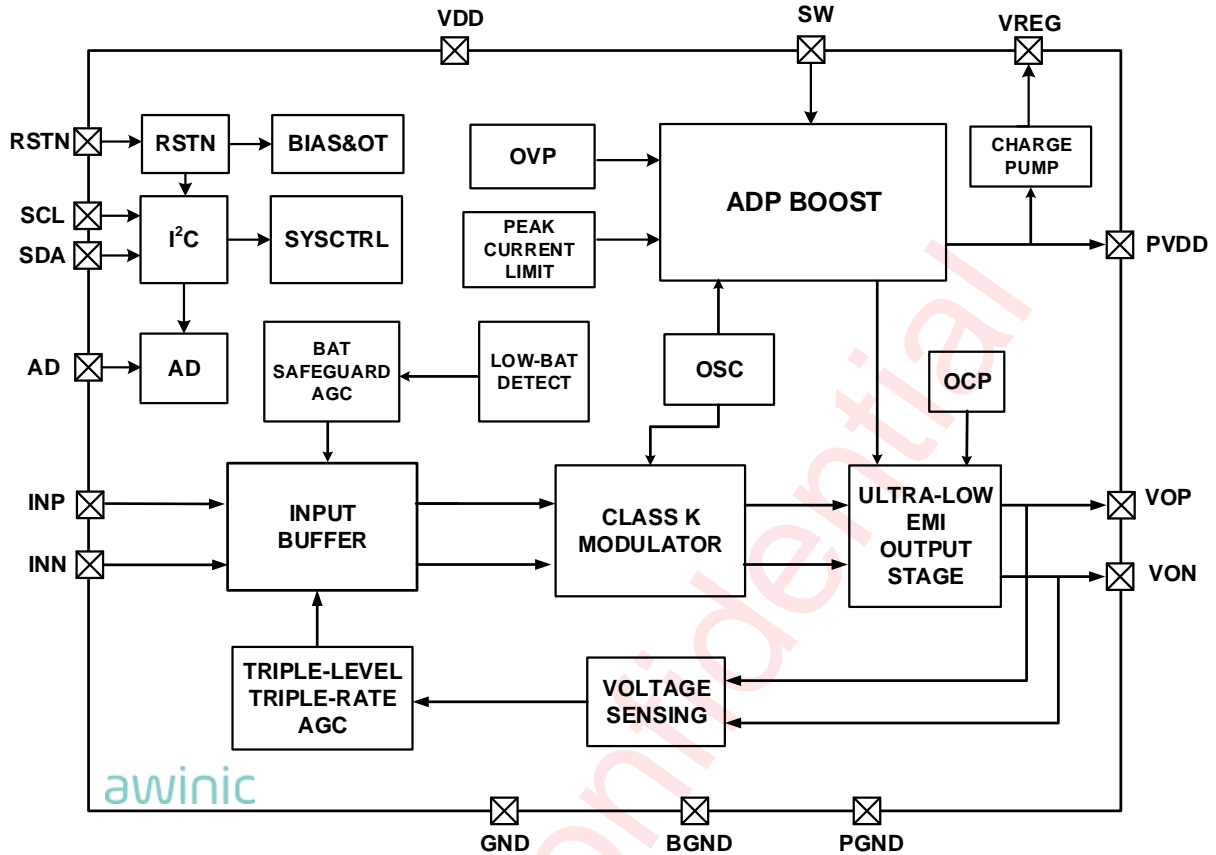 VDD
SW
VREG
RSTN
RSTN
BIAS&OT
OVP
ADP BOOST
CHARGE
PUMP
SCL
SDA
I²C
SYSCTRL
PEAK
CURRENT
LIMIT
PVDD
AD
AD
BAT
SAFEGUARD
AGC
LOW-BAT
DETECT
OSC
OCP
INP
INN
INPUT
BUFFER
CLASS K
MODULATOR
ULTRA-LOW
EMI
OUTPUT
STAGE
VOP
VON
TRIPLE-LEVEL
TRIPLE-RATE
AGC
VOLTAGE
SENSING
awinic
GND
BGND
PGND